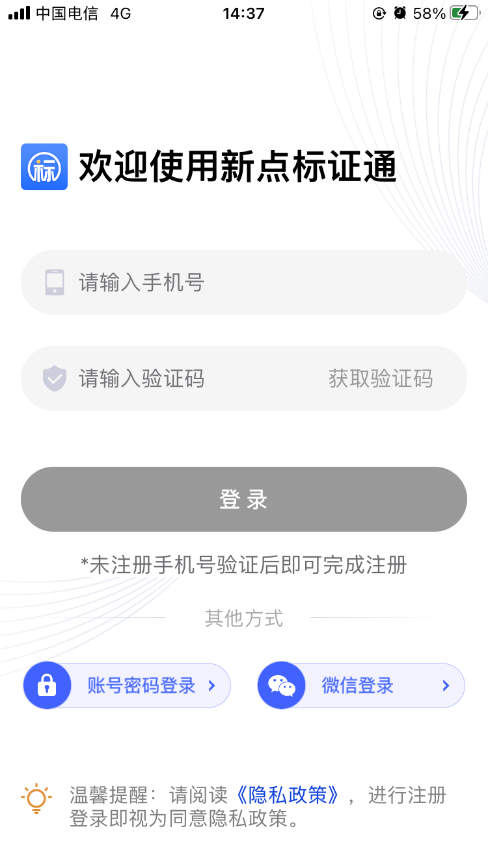 中国电信 4G 14:37 58%
标 欢迎使用新点标证通
请输入手机号
请输入验证码 获取验证码
登录
*未注册手机号验证后即可完成注册
其他方式
账号密码登录 > 微信登录 >
温馨提醒：请阅读《隐私政策》，进行注册
登录即视为同意隐私政策。